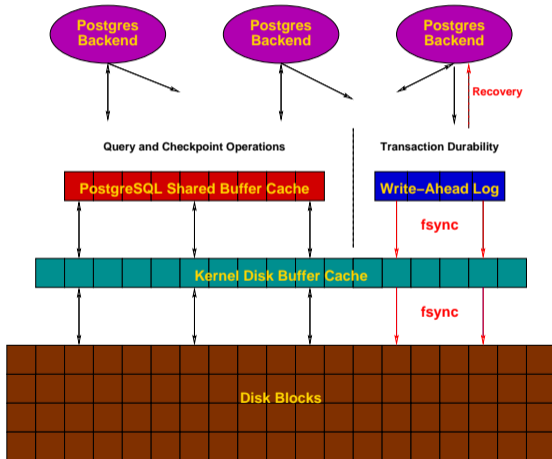 Postgres
Backend
Postgres
Backend
Postgres
Backend
Recovery
Query and Checkpoint Operations
Transaction Durability
PostgreSQL Shared Buffer Cache
Write−Ahead Log
fsync
Kernel Disk Buffer Cache
fsync
Disk Blocks